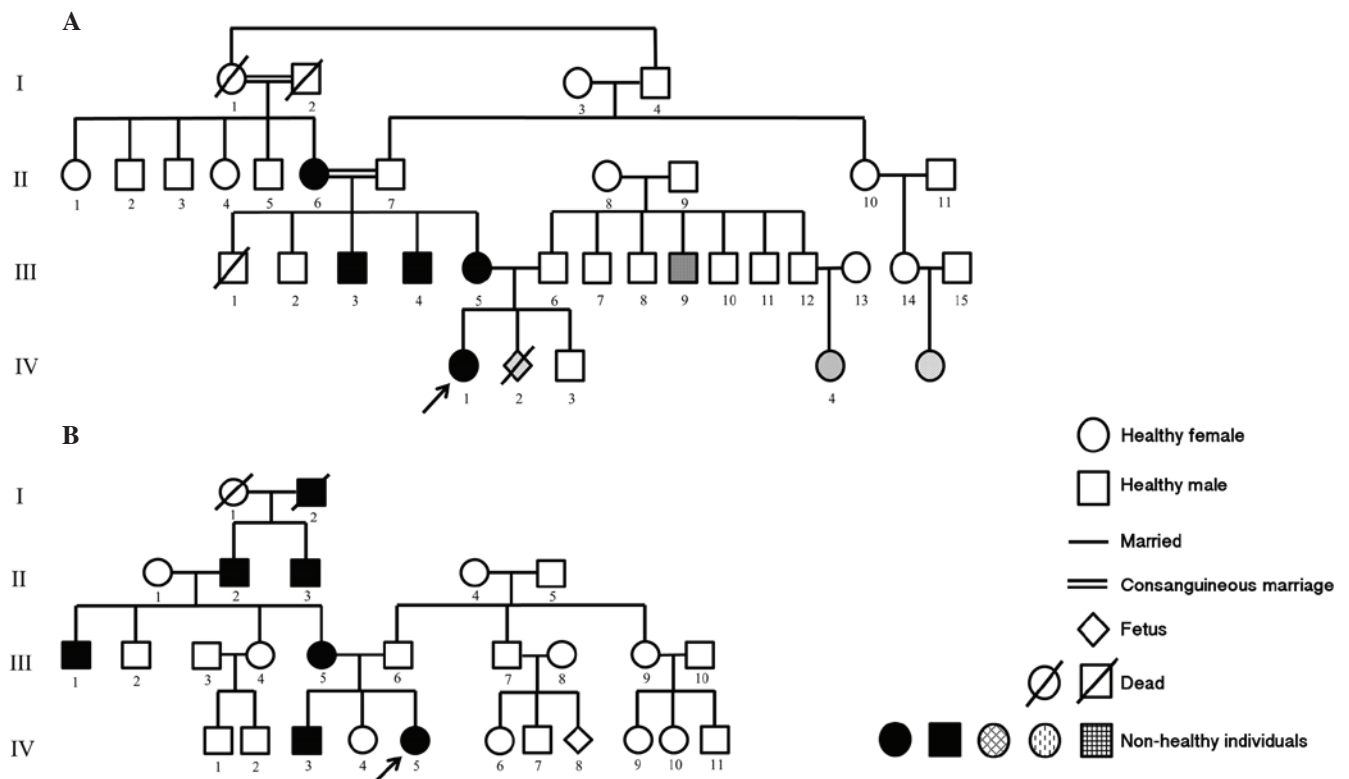 A
I
1 2 3 4
II
1 2 3 4 5 6 7 8 9 10 11
III
1 2 3 4 5 6 7 8 9 10 11 12 13 14 15
IV
1 2 3 4
B
I
1 2
II
1 2 3 4 5
III
1 2 3 4 5 6 7 8 9 10
IV
1 2 3 4 5 6 7 8 9 10 11
Healthy female
Healthy male
Married
Consanguineous marriage
Fetus
Dead
Non-healthy individuals